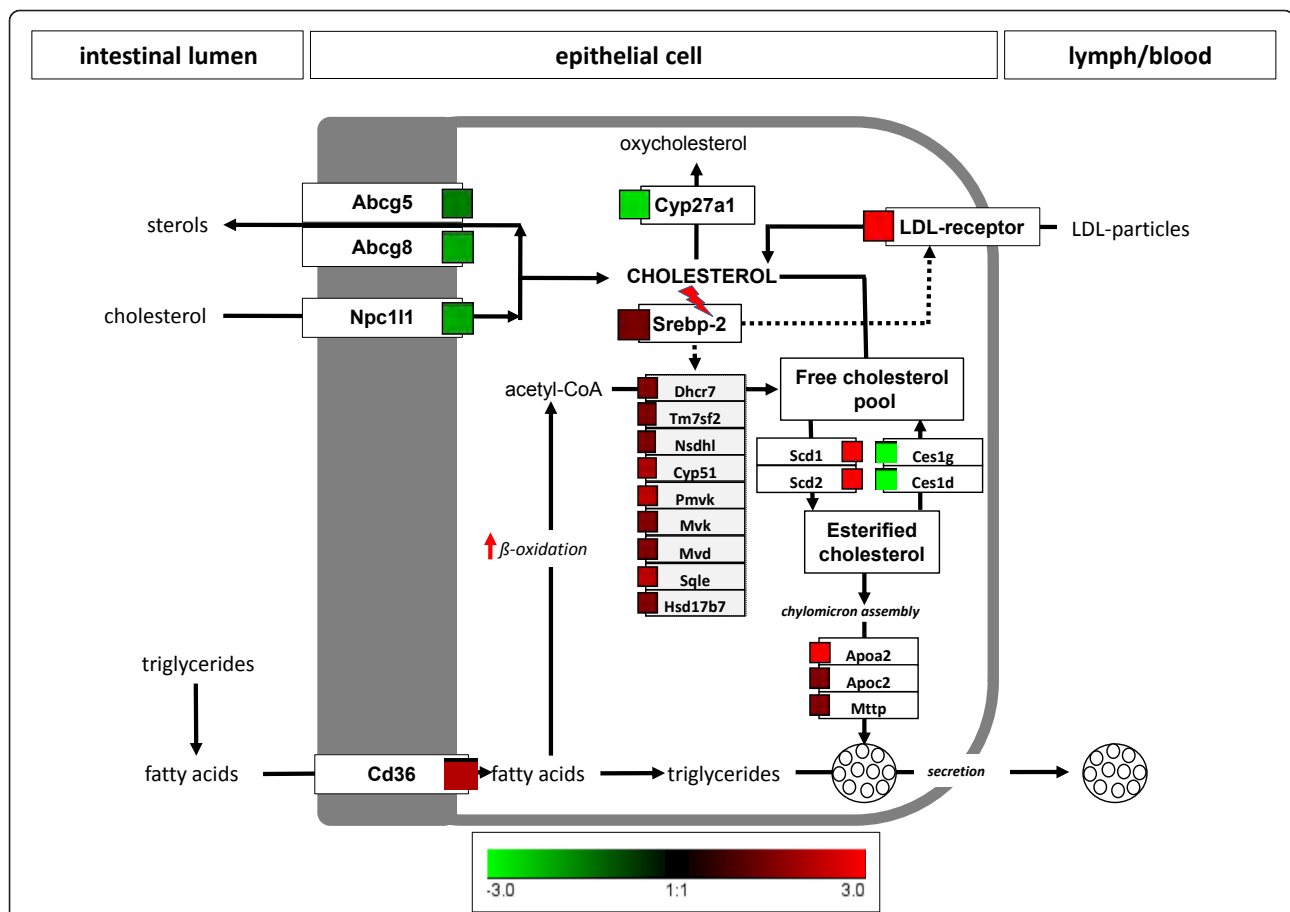 intestinal lumen
epithelial cell
lymph/blood
oxycholesterol
Abcg5
Cyp27a1
sterols
LDL-receptor
LDL-particles
Abcg8
CHOLESTEROL
cholesterol
Npc1l1
Srebp-2
acetyl-CoA
Dhcr7
Free cholesterol
pool
Tm7sf2
Nsdhl
Scd1
Ces1g
Cyp51
Scd2
Ces1d
Pmvk
Mvk
Esterified
cholesterol
ß-oxidation
Mvd
Sqle
Hsd17b7
chylomicron assembly
Apoa2
triglycerides
Apoc2
Mttp
fatty acids
Cd36
fatty acids
triglycerides
secretion
-3.0
1:1
3.0